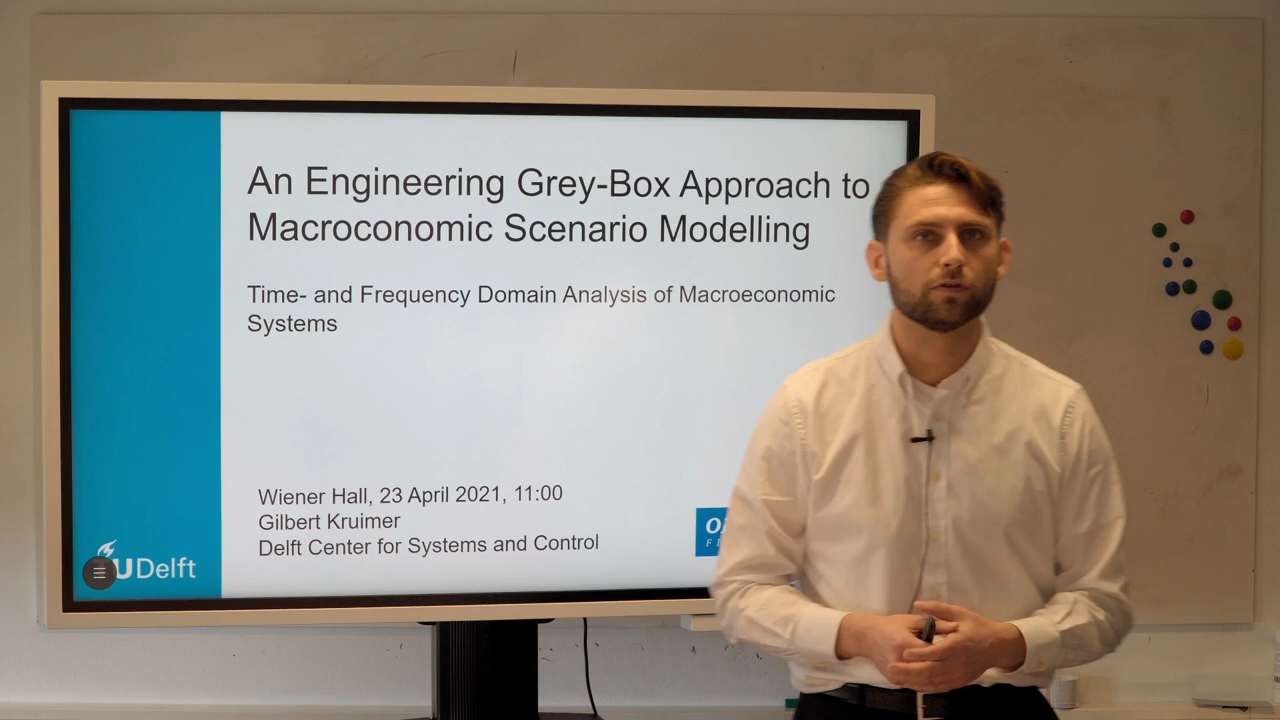 An Engineering Grey-Box Approach to
Macroconomic Scenario Modelling
Time- and Frequency Domain Analysis of Macroeconomic
Systems
Wiener Hall, 23 April 2021, 11:00
Gilbert Kruimer
Delft Center for Systems and Control
UDelft